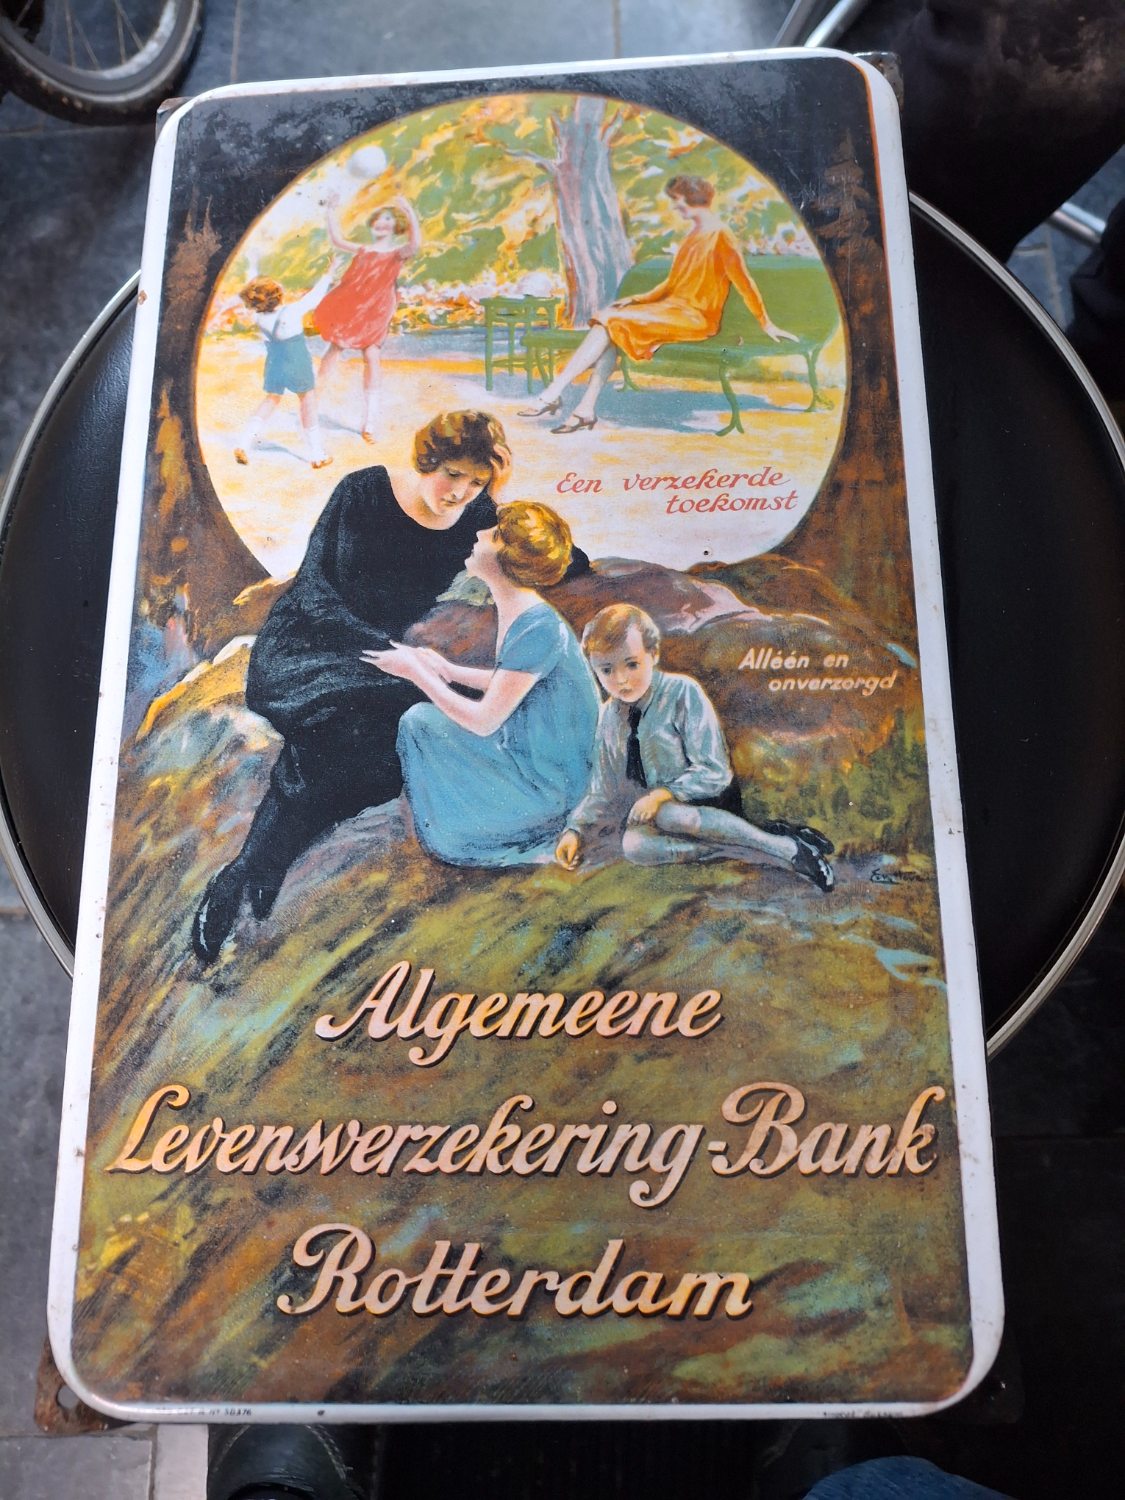 Een verzekerde
toekomst
Alléén en
onverzorgd
Algemeene
Levensverzekering-Bank
Rotterdam